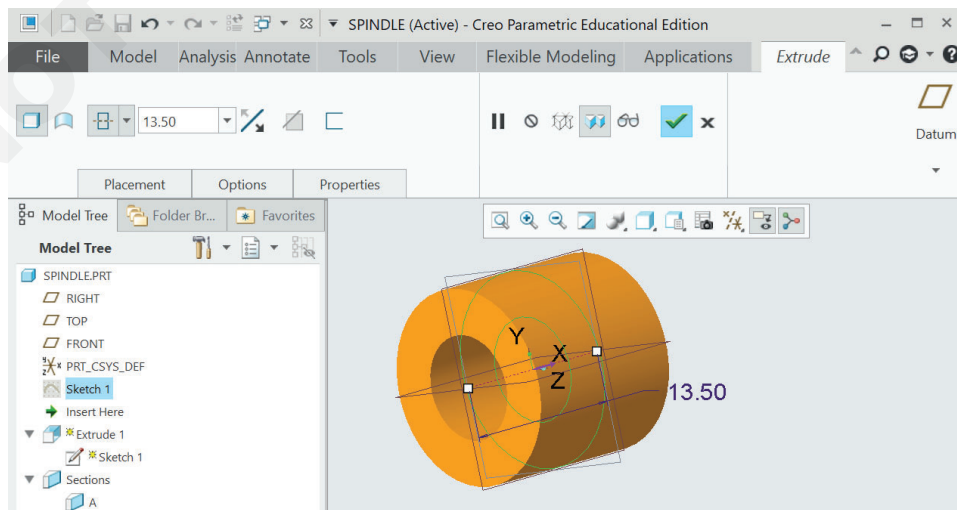 SPINDLE (Active) - Creo Parametric Educational Edition
File Model Analysis Annotate Tools View Flexible Modeling Applications Extrude
13.50
Datum
Placement Options Properties
Model Tree Folder Br... Favorites
Model Tree
SPINDLE.PRT
RIGHT
TOP
FRONT
PRT_CSYS_DEF
Sketch 1
Insert Here
Extrude 1
Sketch 1
Sections
A
Y
X
Z
13.50